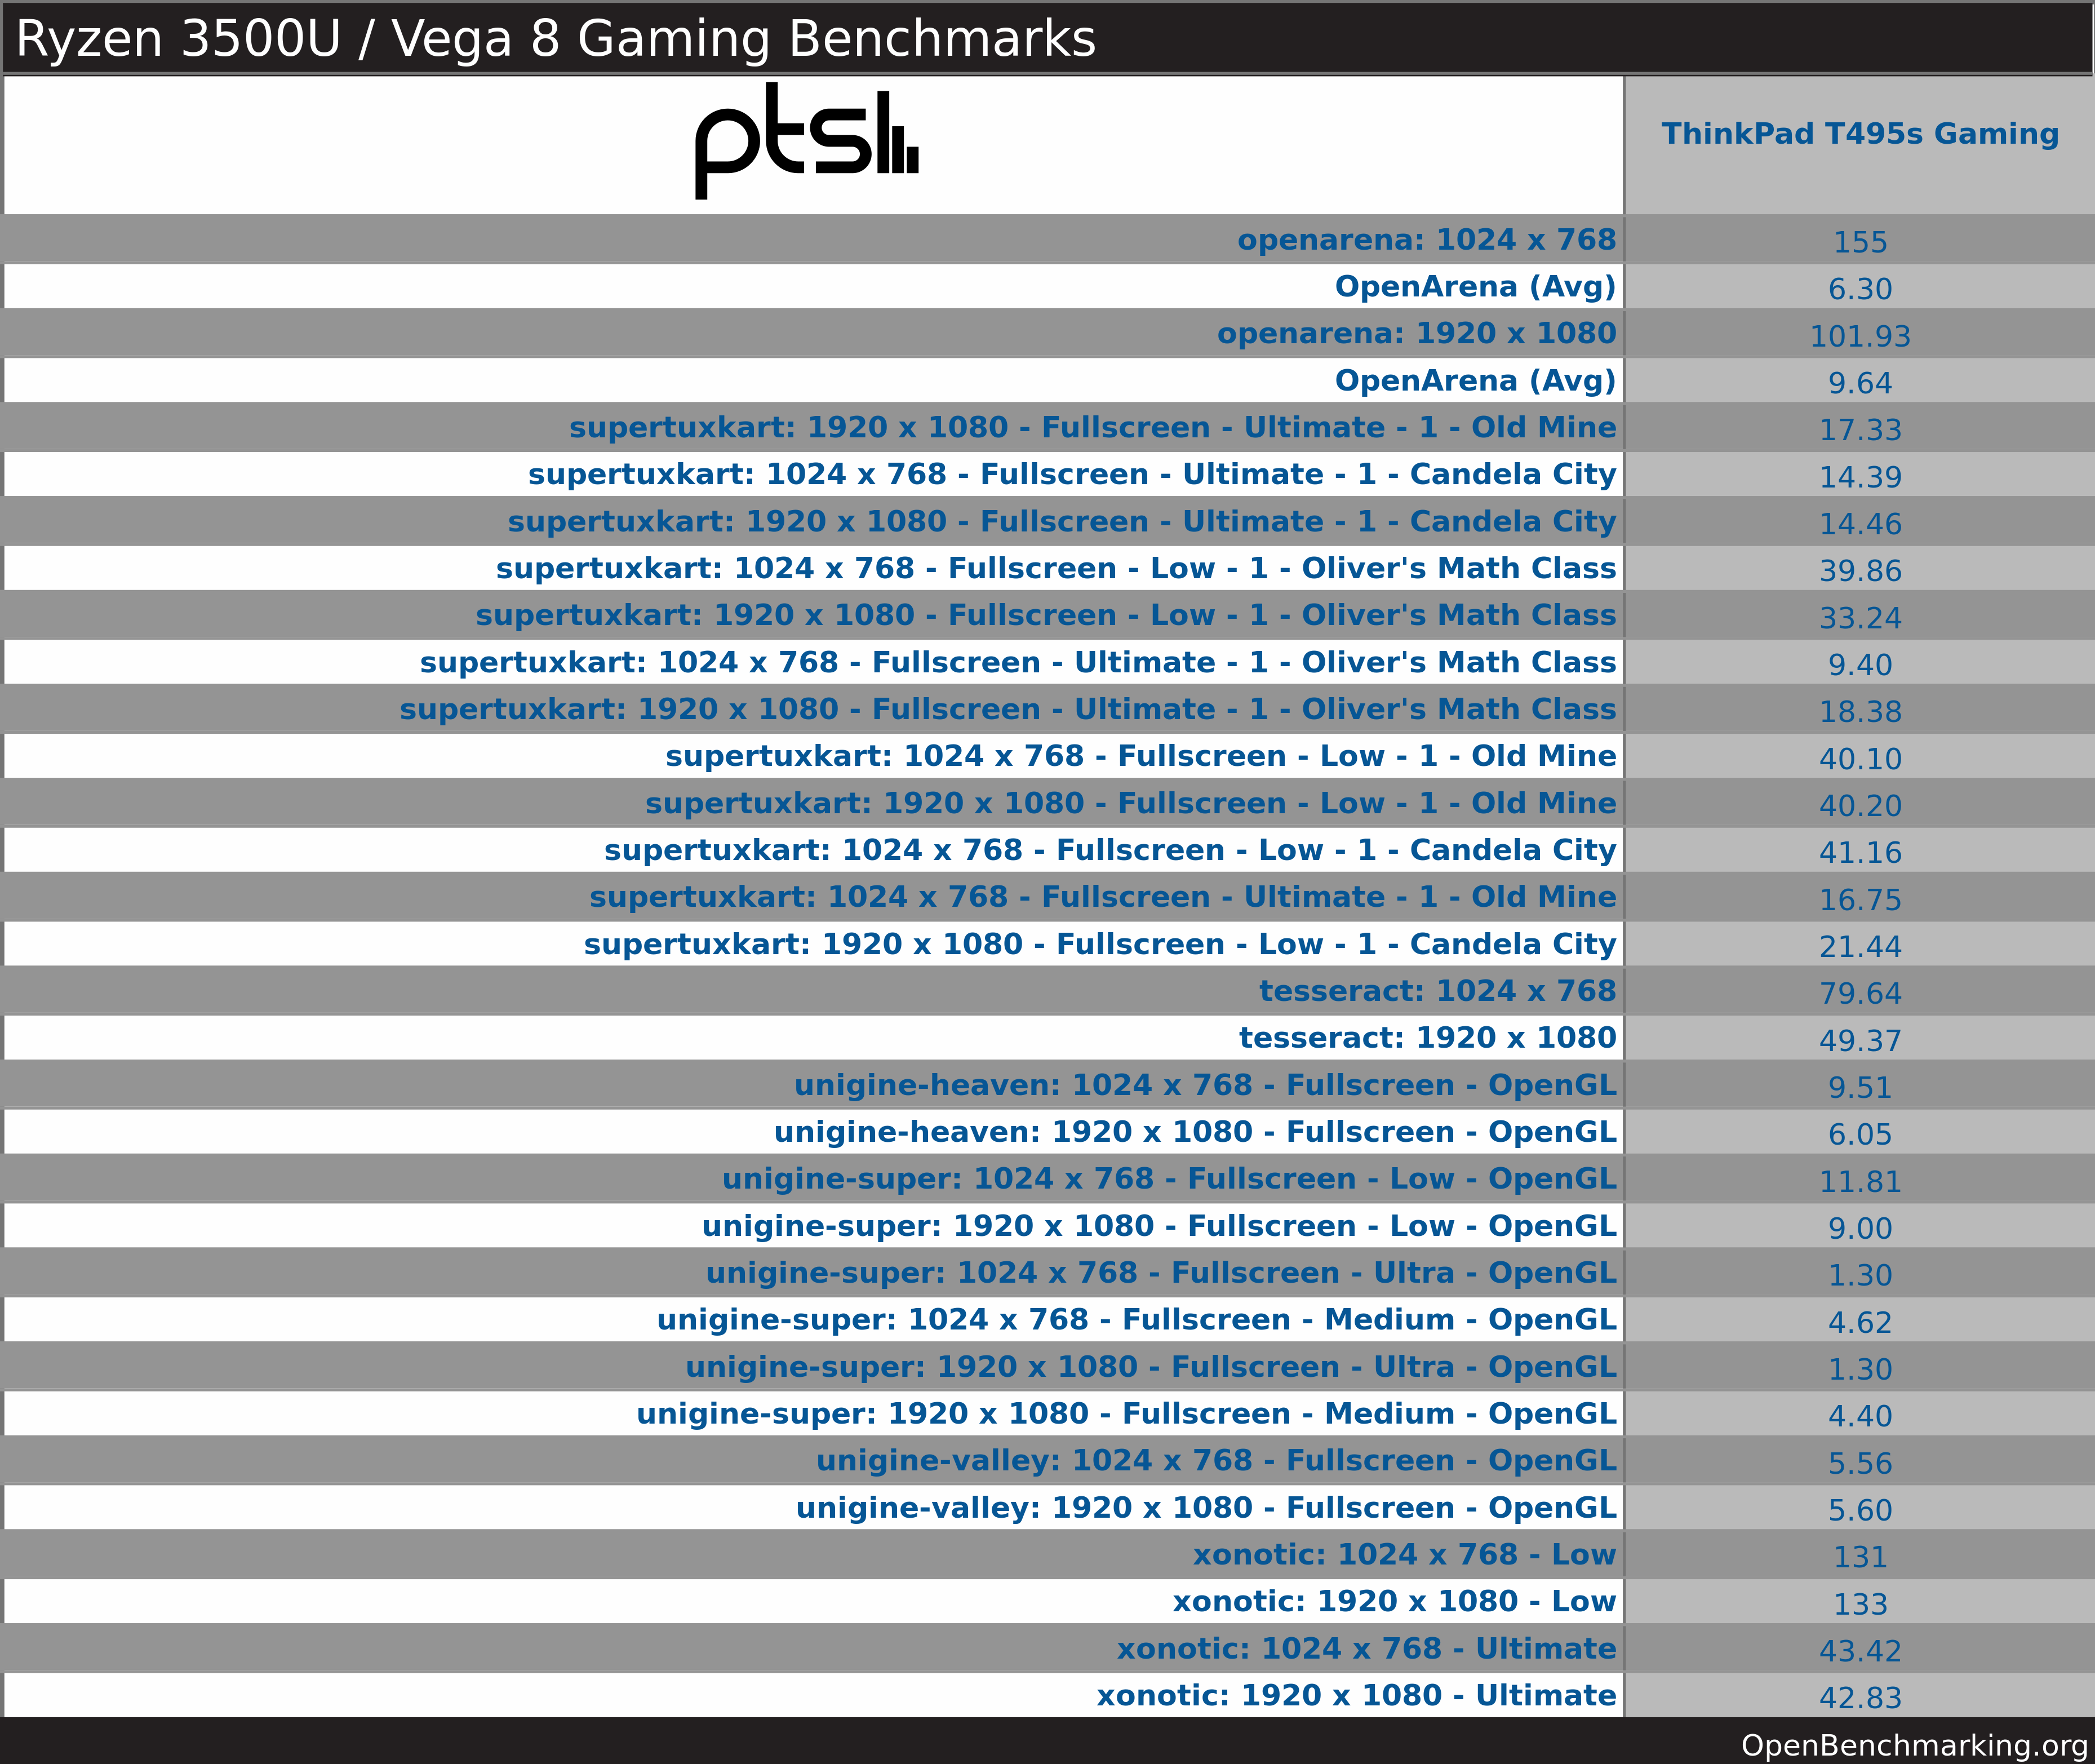 Ryzen 3500U / Vega 8 Gaming Benchmarks
pts
ThinkPad T495s Gaming
openarena: 1024 x 768 155
OpenArena (Avg) 6.30
openarena: 1920 x 1080 101.93
OpenArena (Avg) 9.64
supertuxkart: 1920 x 1080 - Fullscreen - Ultimate - 1 - Old Mine 17.33
supertuxkart: 1024 x 768 - Fullscreen - Ultimate - 1 - Candela City 14.39
supertuxkart: 1920 x 1080 - Fullscreen - Ultimate - 1 - Candela City 14.46
supertuxkart: 1024 x 768 - Fullscreen - Low - 1 - Oliver's Math Class 39.86
supertuxkart: 1920 x 1080 - Fullscreen - Low - 1 - Oliver's Math Class 33.24
supertuxkart: 1024 x 768 - Fullscreen - Ultimate - 1 - Oliver's Math Class 9.40
supertuxkart: 1920 x 1080 - Fullscreen - Ultimate - 1 - Oliver's Math Class 18.38
supertuxkart: 1024 x 768 - Fullscreen - Low - 1 - Old Mine 40.10
supertuxkart: 1920 x 1080 - Fullscreen - Low - 1 - Old Mine 40.20
supertuxkart: 1024 x 768 - Fullscreen - Low - 1 - Candela City 41.16
supertuxkart: 1024 x 768 - Fullscreen - Ultimate - 1 - Old Mine 16.75
supertuxkart: 1920 x 1080 - Fullscreen - Low - 1 - Candela City 21.44
tesseract: 1024 x 768 79.64
tesseract: 1920 x 1080 49.37
unigine-heaven: 1024 x 768 - Fullscreen - OpenGL 9.51
unigine-heaven: 1920 x 1080 - Fullscreen - OpenGL 6.05
unigine-super: 1024 x 768 - Fullscreen - Low - OpenGL 11.81
unigine-super: 1920 x 1080 - Fullscreen - Low - OpenGL 9.00
unigine-super: 1024 x 768 - Fullscreen - Ultra - OpenGL 1.30
unigine-super: 1024 x 768 - Fullscreen - Medium - OpenGL 4.62
unigine-super: 1920 x 1080 - Fullscreen - Ultra - OpenGL 1.30
unigine-super: 1920 x 1080 - Fullscreen - Medium - OpenGL 4.40
unigine-valley: 1024 x 768 - Fullscreen - OpenGL 5.56
unigine-valley: 1920 x 1080 - Fullscreen - OpenGL 5.60
xonotic: 1024 x 768 - Low 131
xonotic: 1920 x 1080 - Low 133
xonotic: 1024 x 768 - Ultimate 43.42
xonotic: 1920 x 1080 - Ultimate 42.83
OpenBenchmarking.org